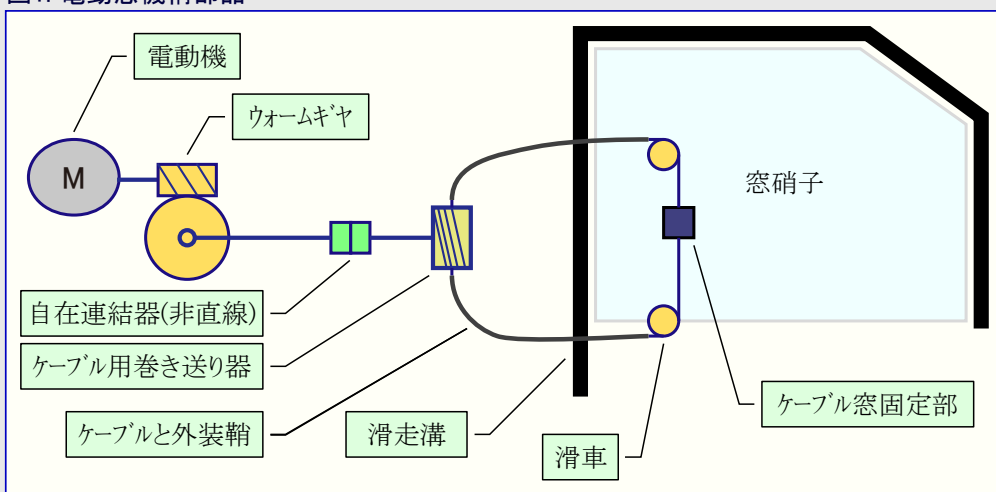 電動機
ウォームギヤ
M
窓硝子
自在連結器(非直線)
ケーブル用巻き送り器
ケーブルと外装鞘
滑走溝
滑車
ケーブル窓固定部